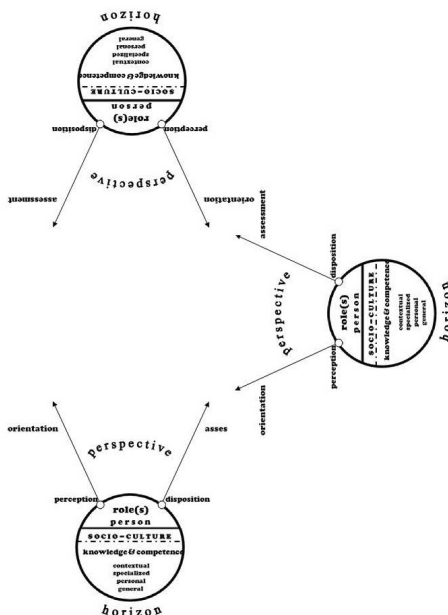 horizon
general
personal
specialized
contextual
knowledge & competence
SOCIO-CULTURE
person
role(s)
disposition
perception
perspective
assessment
orientation
assessment
disposition
perspective
role(s)
person
SOCIO-CULTURE
knowledge & competence
contextual
specialized
personal
general
horizon
perception
orientation
orientation
asses
perspective
perception
disposition
role(s)
person
SOCIO-CULTURE
knowledge & competence
contextual
specialized
personal
general
horizon